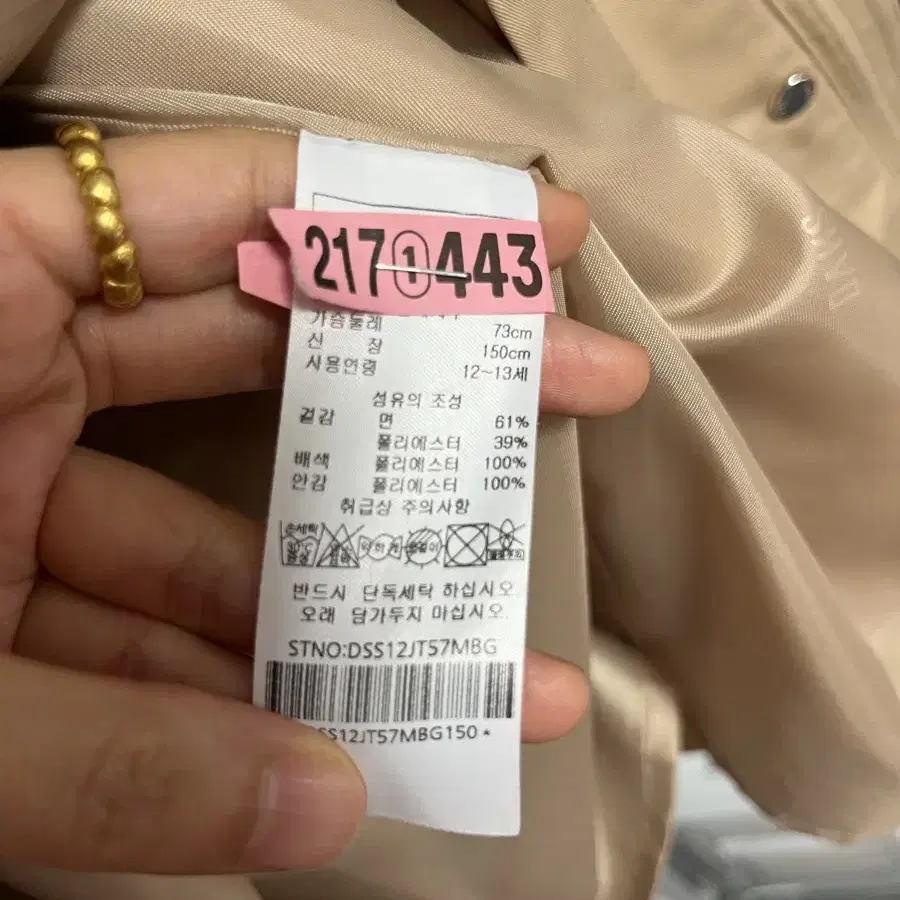 217①443
가슴둘레 73cm
신 장 150cm
사용연령 12~13세
섬유의 조성
겉감 면 61%
폴리에스터 39%
배색 폴리에스터 100%
안감 폴리에스터 100%
취급상 주의사항
손세탁
반드시 단독세탁 하십시오.
오래 담가두지 마십시오.
STNO:DSS12JT57MBG
SS12JT57MBG150*